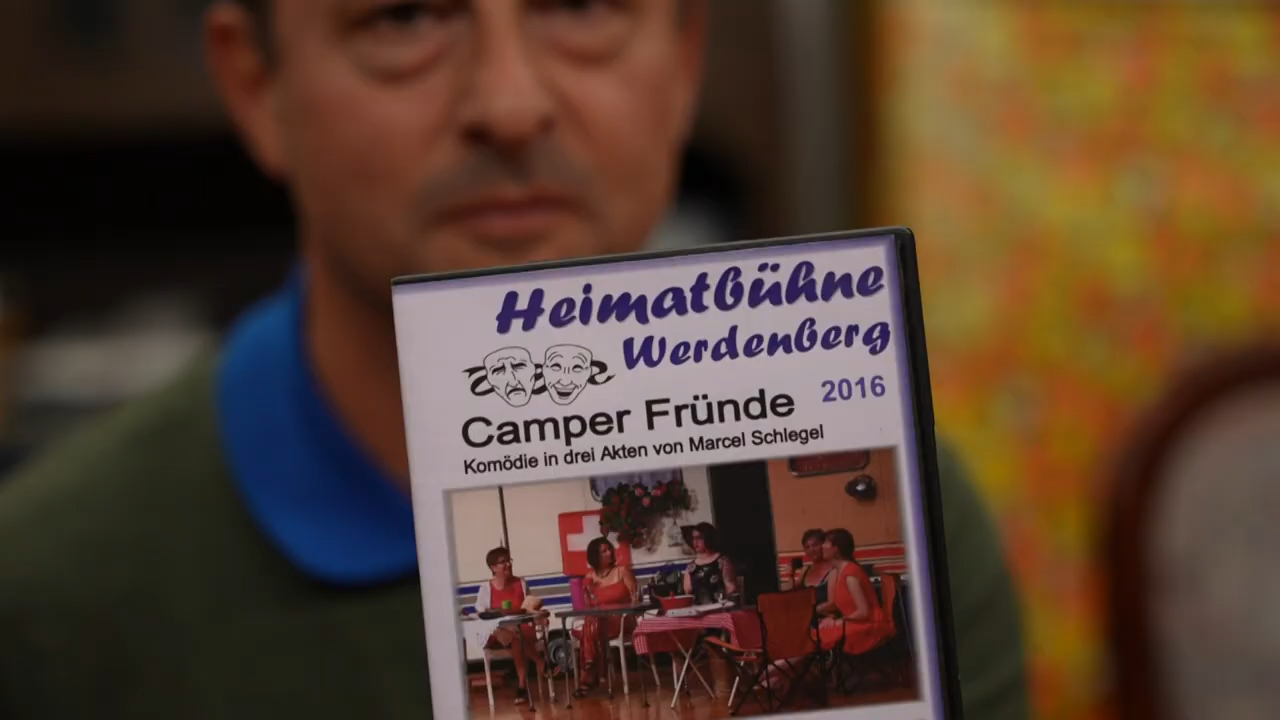 Heimatbühne
Werdenberg
2016
Camper Fründe
Komödie in drei Akten von Marcel Schlegel